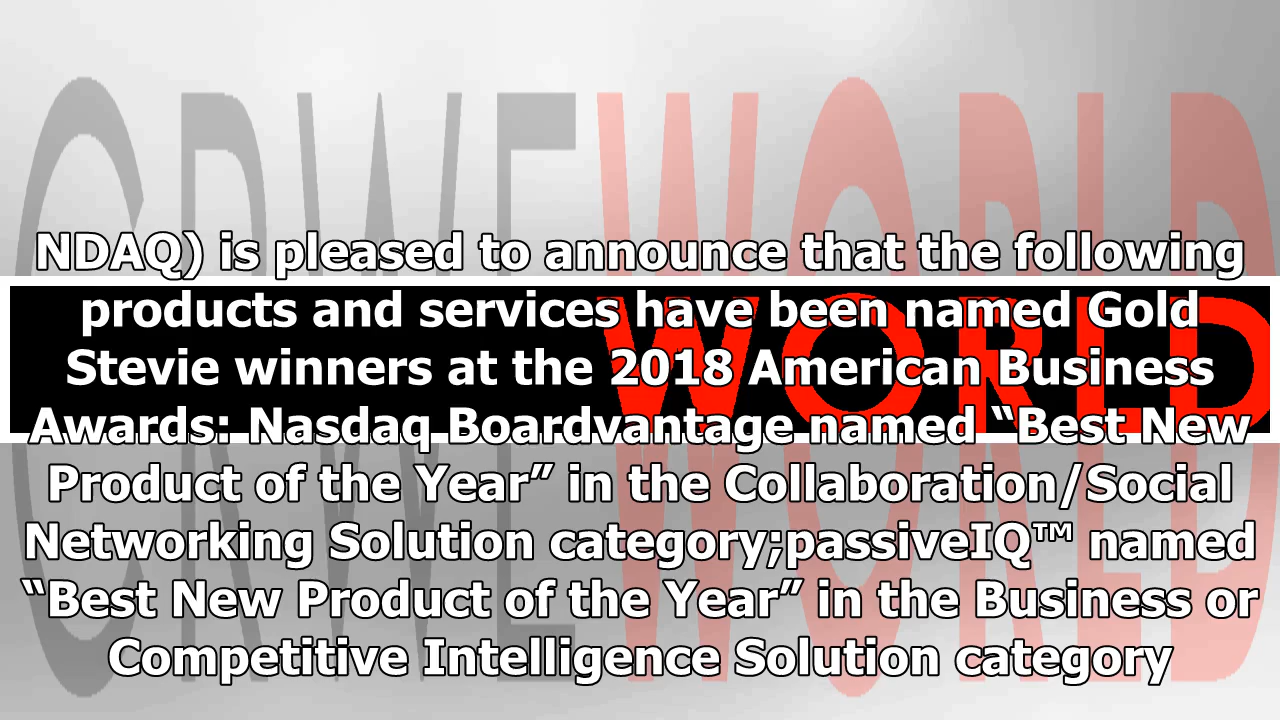 CRWEWORLD
NDAQ) is pleased to announce that the following
products and services have been named Gold
Stevie winners at the 2018 American Business
Awards: Nasdaq Boardvantage named “Best New
Product of the Year” in the Collaboration/Social
Networking Solution category;passiveIQ™ named
“Best New Product of the Year” in the Business or
Competitive Intelligence Solution category
WORLD